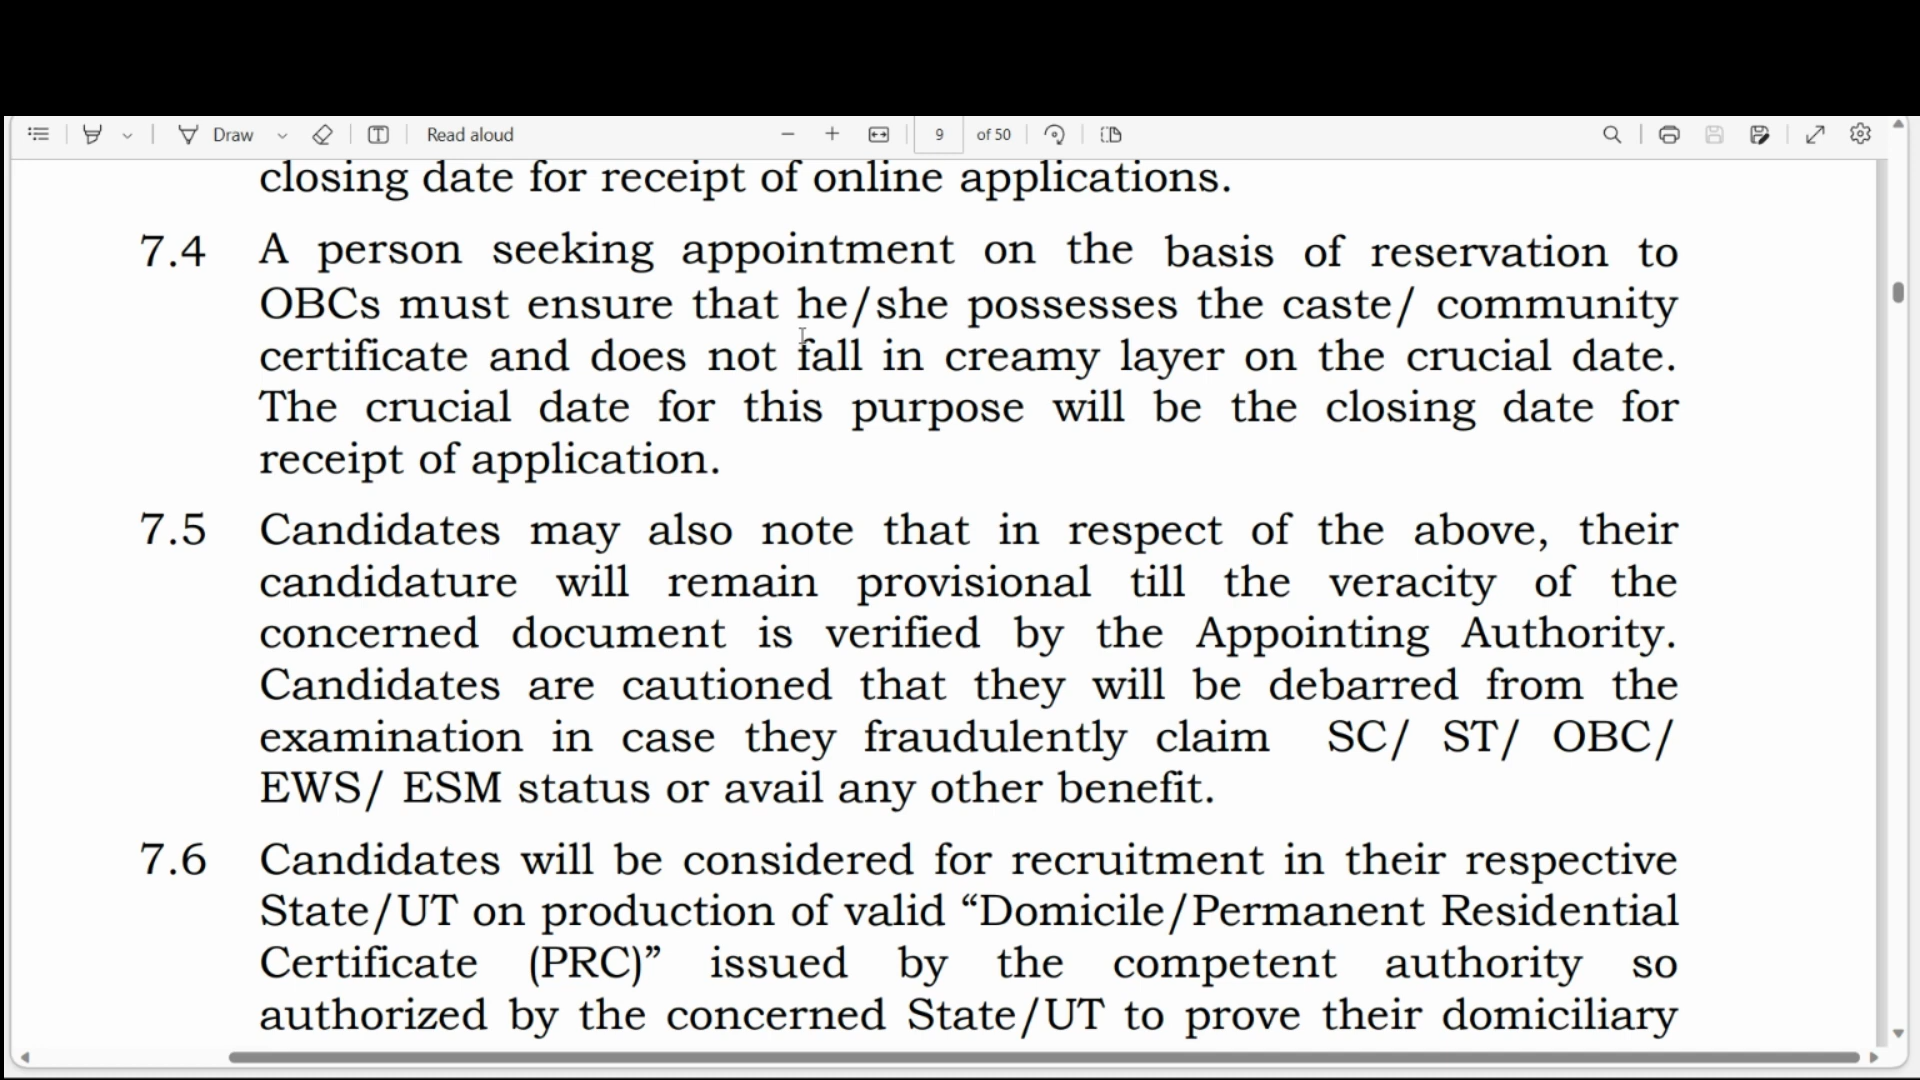 Draw Read aloud 9 of 50
closing date for receipt of online applications.
7.4 A person seeking appointment on the basis of reservation to
OBCs must ensure that he/she possesses the caste/ community
certificate and does not fall in creamy layer on the crucial date.
The crucial date for this purpose will be the closing date for
receipt of application.
7.5 Candidates may also note that in respect of the above, their
candidature will remain provisional till the veracity of the
concerned document is verified by the Appointing Authority.
Candidates are cautioned that they will be debarred from the
examination in case they fraudulently claim SC/ ST/ OBC/
EWS/ ESM status or avail any other benefit.
7.6 Candidates will be considered for recruitment in their respective
State/UT on production of valid “Domicile/Permanent Residential
Certificate (PRC)” issued by the competent authority so
authorized by the concerned State/UT to prove their domiciliary